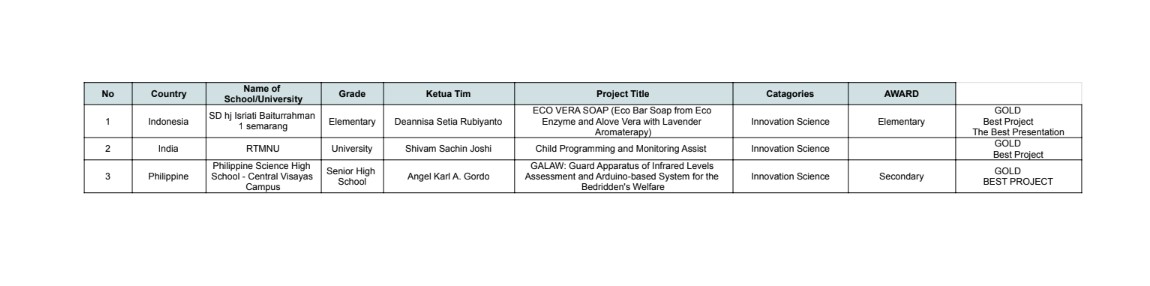 No Country Name of School/University Grade Ketua Tim Project Title Catagories AWARD
1 Indonesia SD hj Isriati Baiturrahman 1 semarang Elementary Deannisa Setia Rubiyanto ECO VERA SOAP (Eco Bar Soap from Eco Enzyme and Alove Vera with Lavender Aromaterapy) Innovation Science Elementary GOLD Best Project The Best Presentation
2 India RTMNU University Shivam Sachin Joshi Child Programming and Monitoring Assist Innovation Science GOLD Best Project
3 Philippine Philippine Science High School - Central Visayas Campus Senior High School Angel Karl A. Gordo GALAW: Guard Apparatus of Infrared Levels Assessment and Arduino-based System for the Bedridden's Welfare Innovation Science Secondary GOLD BEST PROJECT